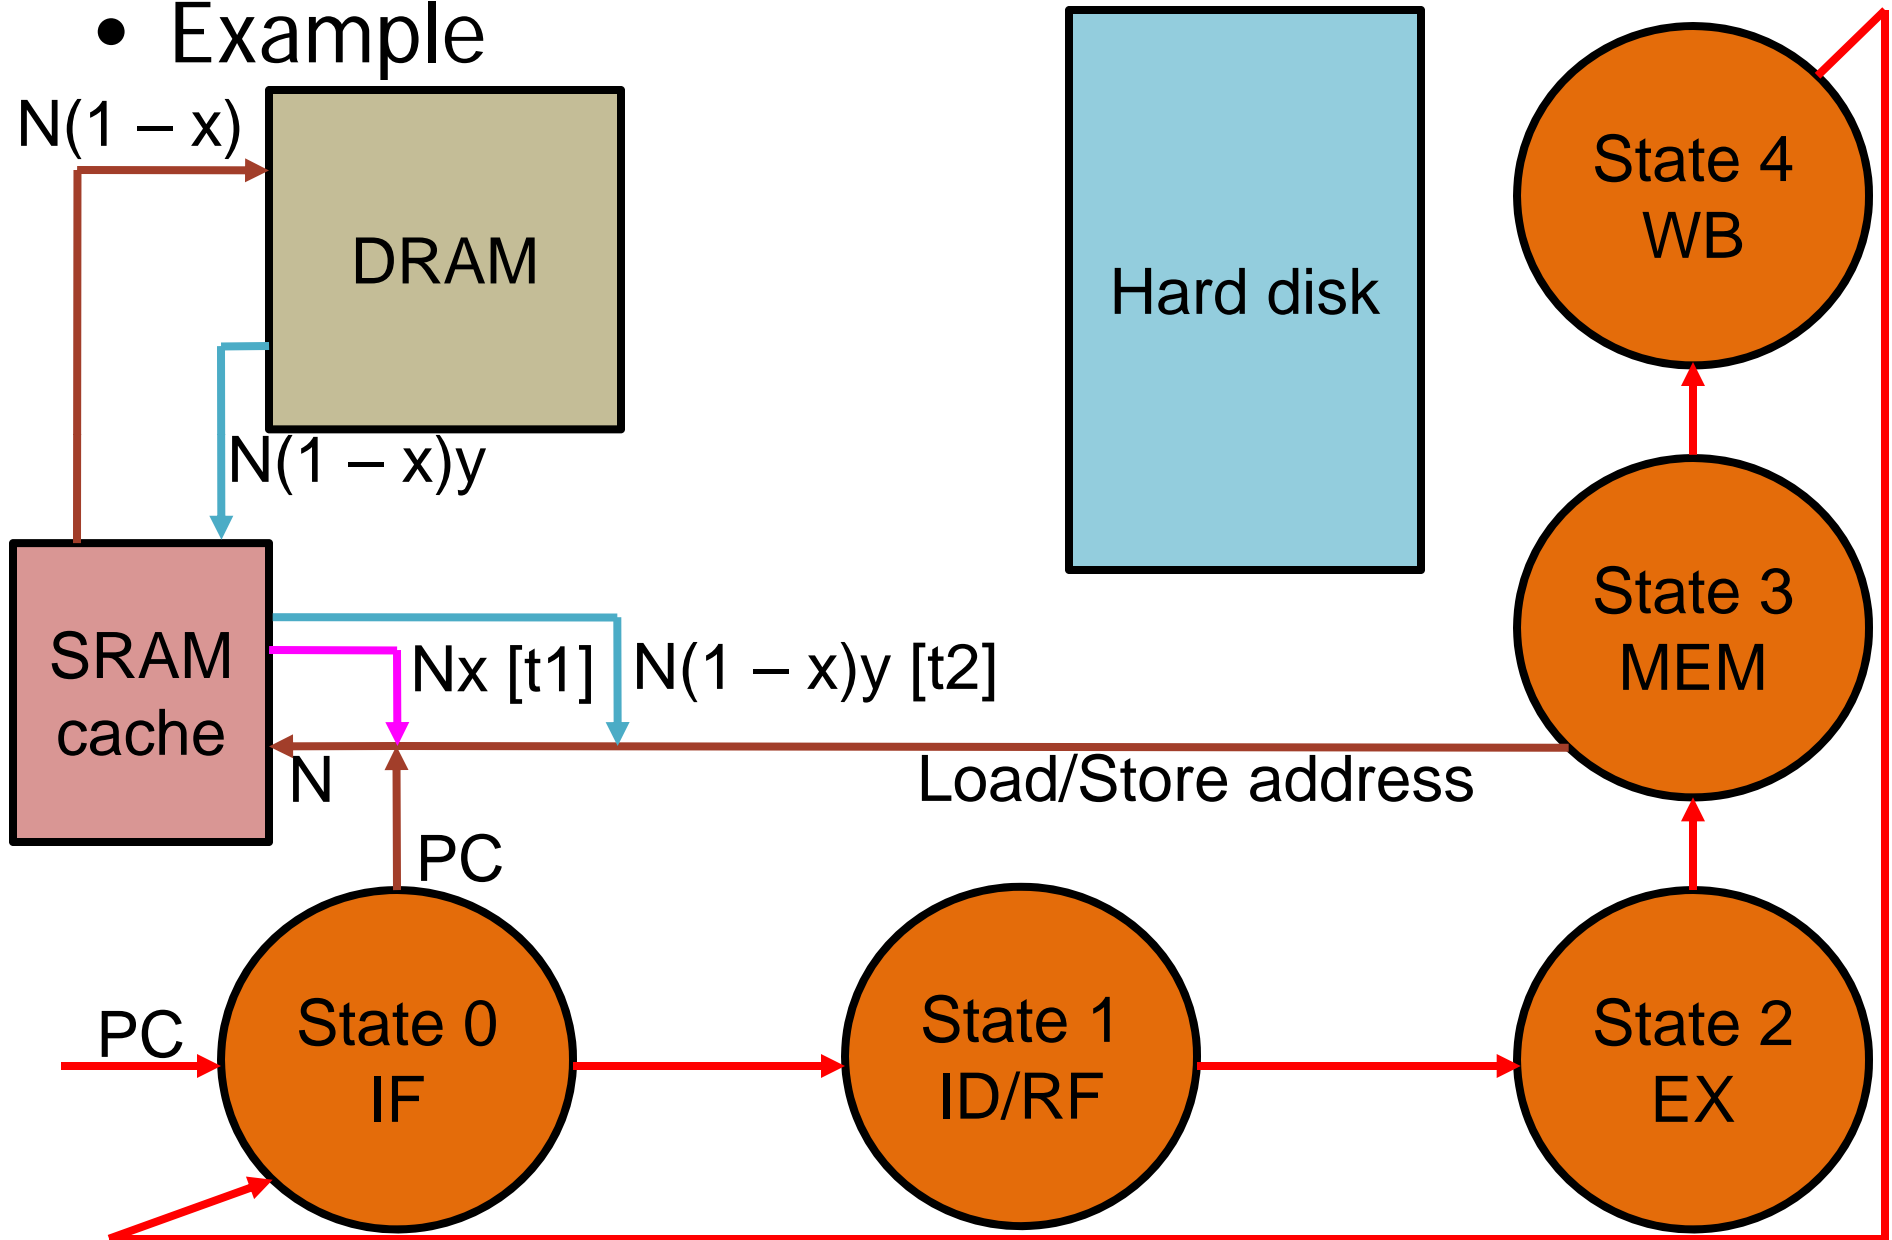 • Example
N(1 – x)
DRAM
Hard disk
State 4
WB
N(1 – x)y
SRAM
cache
Nx [t1]
N(1 – x)y [t2]
State 3
MEM
N
Load/Store address
PC
PC
State 0
IF
State 1
ID/RF
State 2
EX